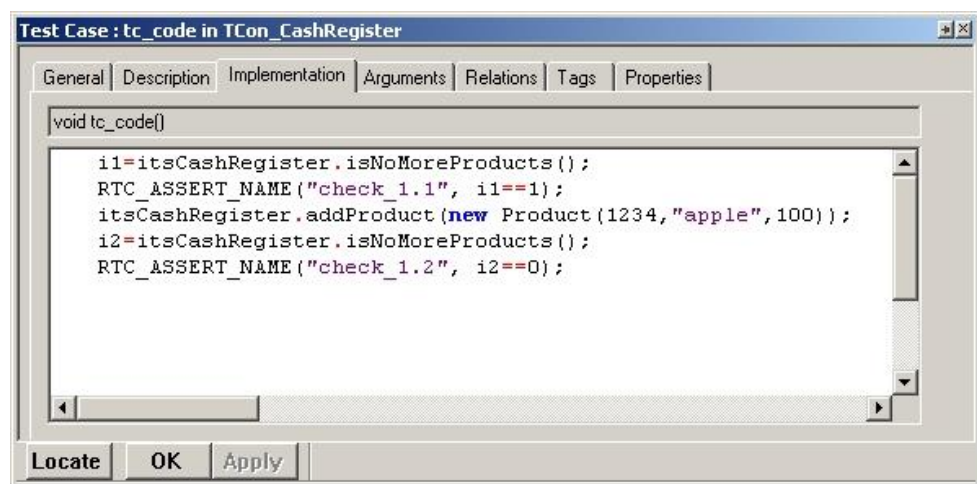 Test Case : tc_code in TCon_CashRegister
General Description Implementation Arguments Relations Tags Properties
void tc_code()
i1=itsCashRegister.isNoMoreProducts();
RTC_ASSERT_NAME("check_1.1", i1==1);
itsCashRegister.addProduct(new Product(1234,"apple",100));
i2=itsCashRegister.isNoMoreProducts();
RTC_ASSERT_NAME("check_1.2", i2==0);
Locate OK Apply